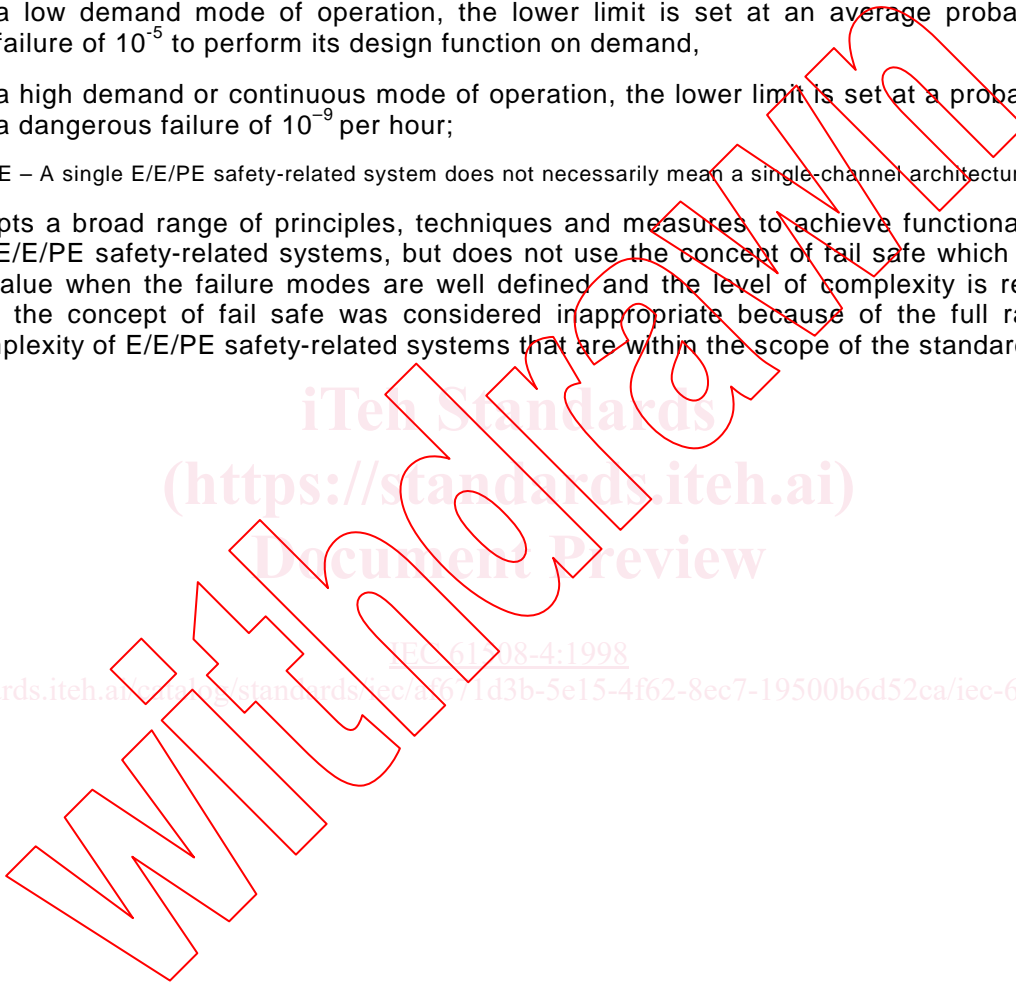 a low demand mode of operation, the lower limit is set at an average proba
failure of 10⁻⁵ to perform its design function on demand,
a high demand or continuous mode of operation, the lower limit is set at a proba
a dangerous failure of 10⁻⁹ per hour;
E – A single E/E/PE safety-related system does not necessarily mean a single-channel architectur
pts a broad range of principles, techniques and measures to achieve functiona
E/E/PE safety-related systems, but does not use the concept of fail safe which
alue when the failure modes are well defined and the level of complexity is re
the concept of fail safe was considered inappropriate because of the full ra
mplexity of E/E/PE safety-related systems that are within the scope of the standar
iTeh Standards
(https://standards.iteh.ai)
Document Preview
IEC 61508-4:1998
rds.iteh.ai/catalog/standards/iec/af671d3b-5e15-4f62-8ec7-19500b6d52ca/iec-6
withdrawn